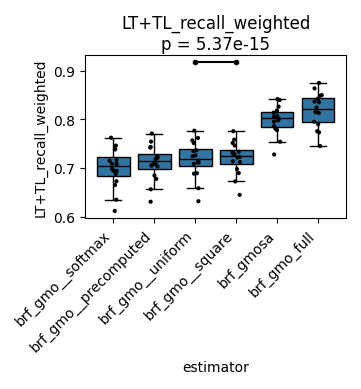 LT+TL_recall_weighted
p = 5.37e-15
LT+TL_recall_weighted
0.9
0.8
0.7
0.6
brf_gmo__softmax
brf_gmo__precomputed
brf_gmo__uniform
brf_gmo__square
brf_gmosa
brf_gmo_full
estimator